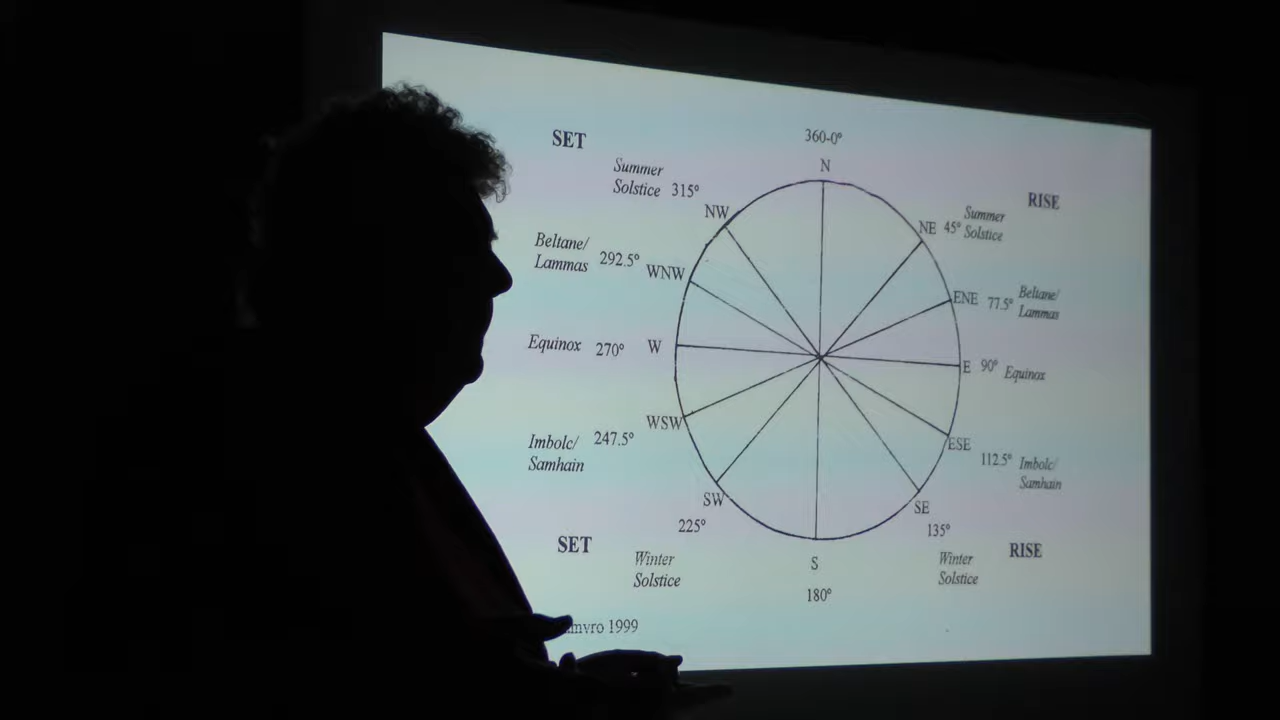 360-0°
N
SET
Summer
Solstice 315°
NW
RISE
NE 45° Summer
Solstice
Beltane/
Lammas 292.5° WNW
ENE 77.5° Beltane/
Lammas
Equinox 270° W
E 90° Equinox
WSW
Imbolc/
Samhain 247.5°
ESE
112.5° Imbolc/
Samhain
SW
225°
SE
135°
SET
Winter
Solstice
S
180°
Winter
Solstice
RISE
1999